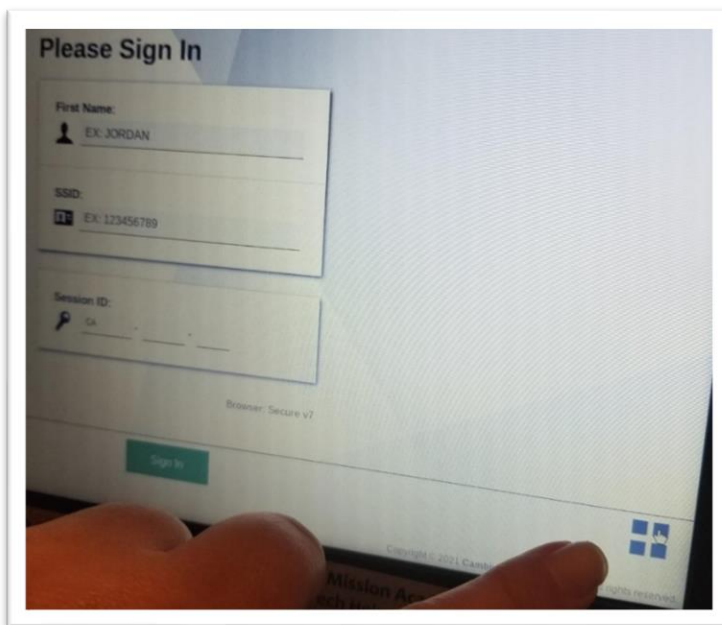 Please Sign In
First Name:
EX: JORDAN
SSID:
EX: 123456789
Session ID:
CA
Browser: Secure v7
Sign In
Copyright © 2021
rights reserved.
Mission